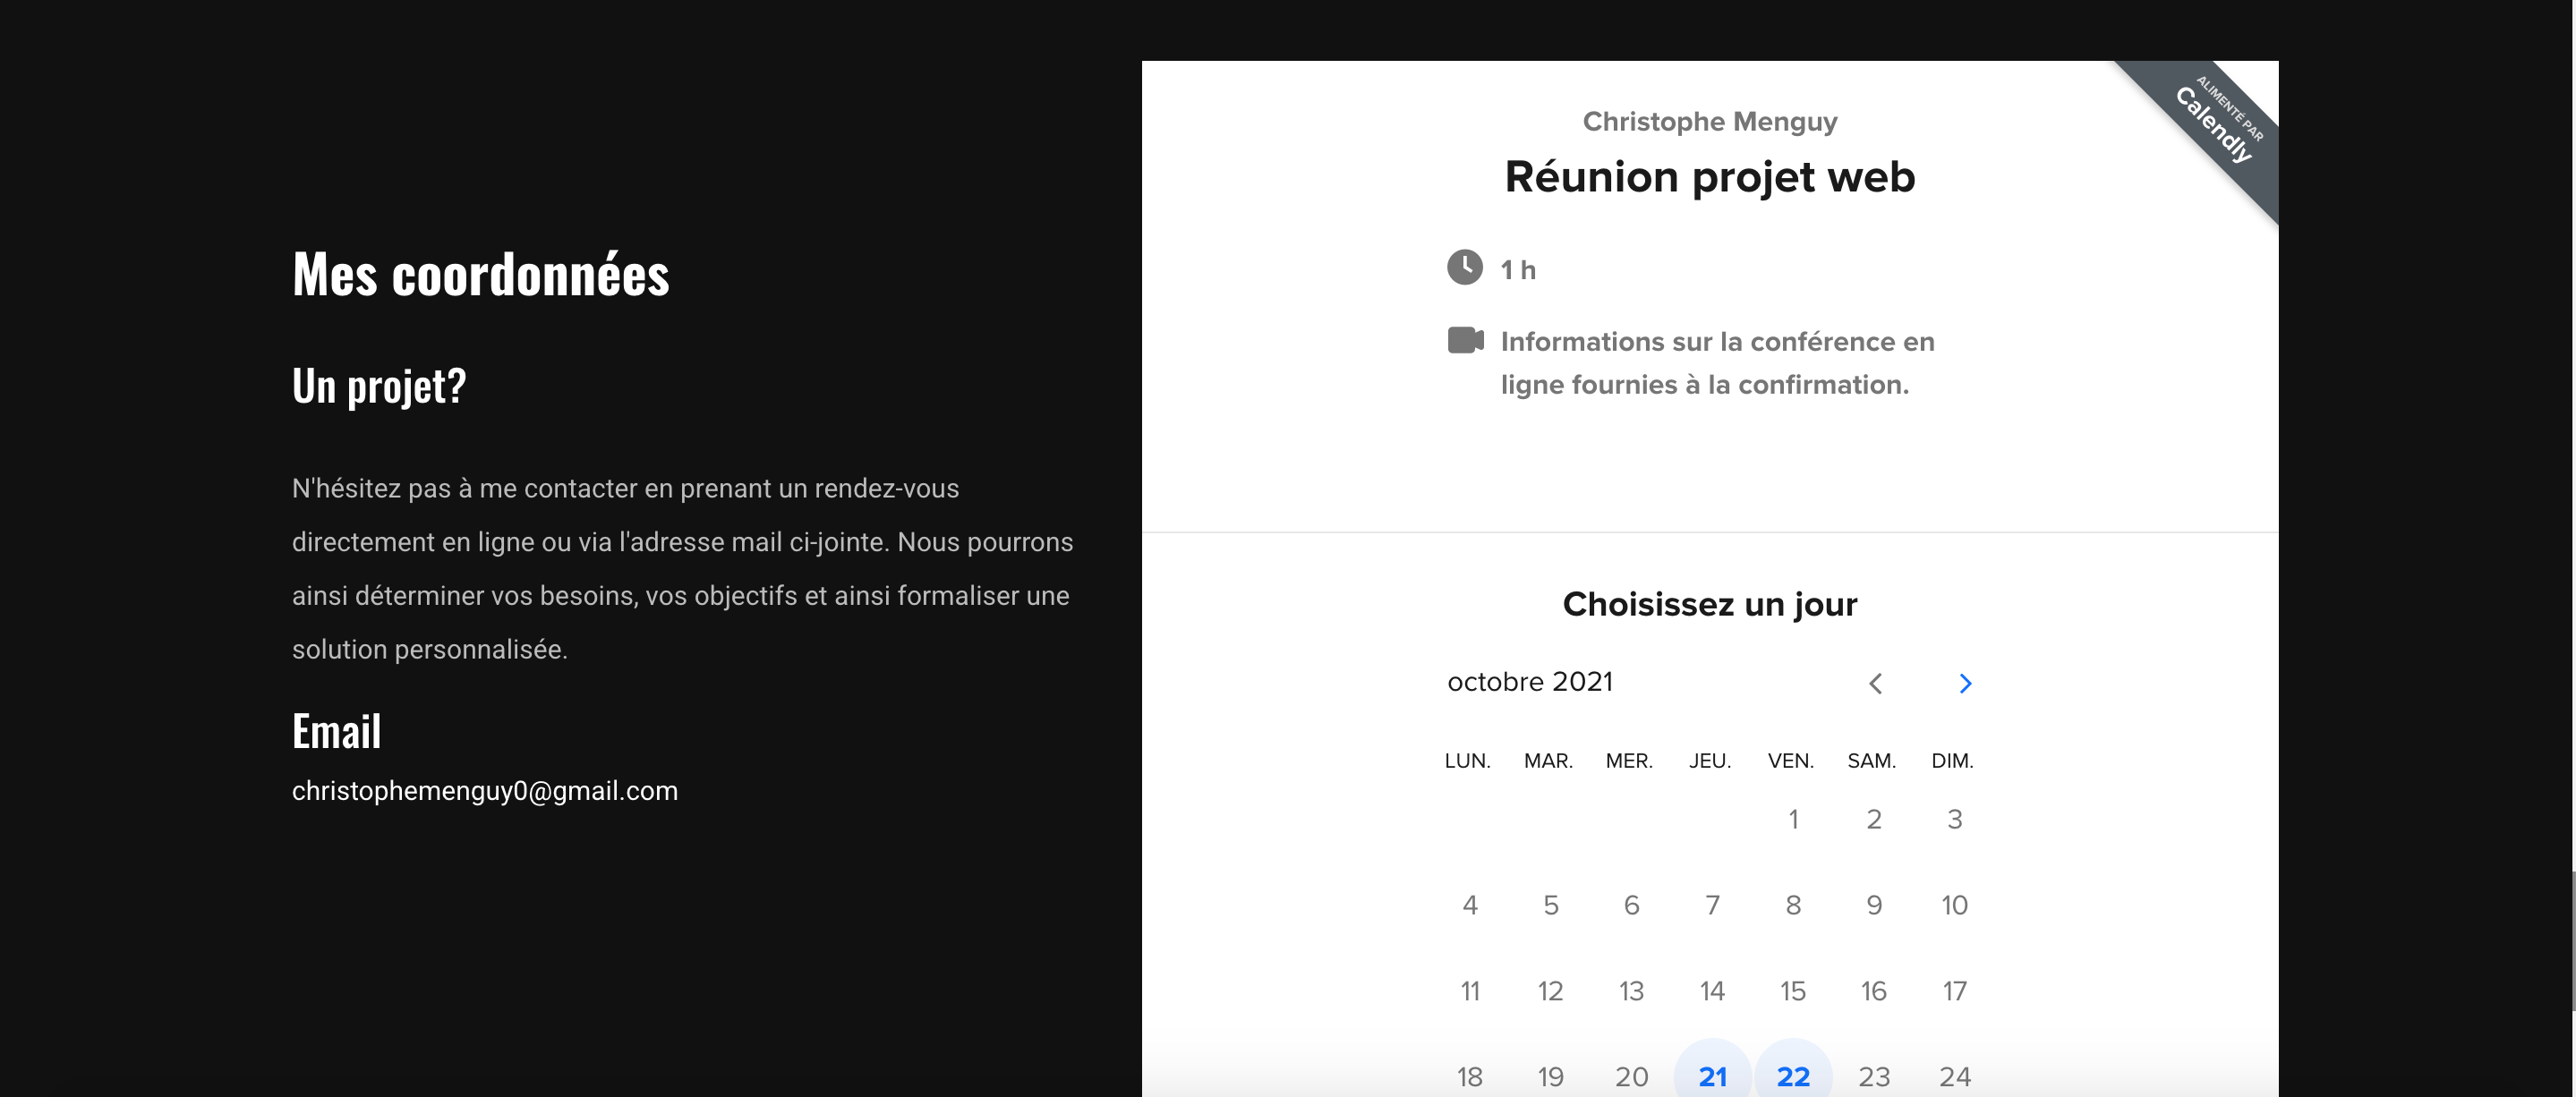 Mes coordonnées
Un projet?
N'hésitez pas à me contacter en prenant un rendez-vous
directement en ligne ou via l'adresse mail ci-jointe. Nous pourrons
ainsi déterminer vos besoins, vos objectifs et ainsi formaliser une
solution personnalisée.
Email
christophemenguy0@gmail.com
ALIMENTÉ PAR
Calendly
Christophe Menguy
Réunion projet web
1 h
Informations sur la conférence en
ligne fournies à la confirmation.
Choisissez un jour
octobre 2021
LUN. MAR. MER. JEU. VEN. SAM. DIM.
1 2 3
4 5 6 7 8 9 10
11 12 13 14 15 16 17
18 19 20 21 22 23 24